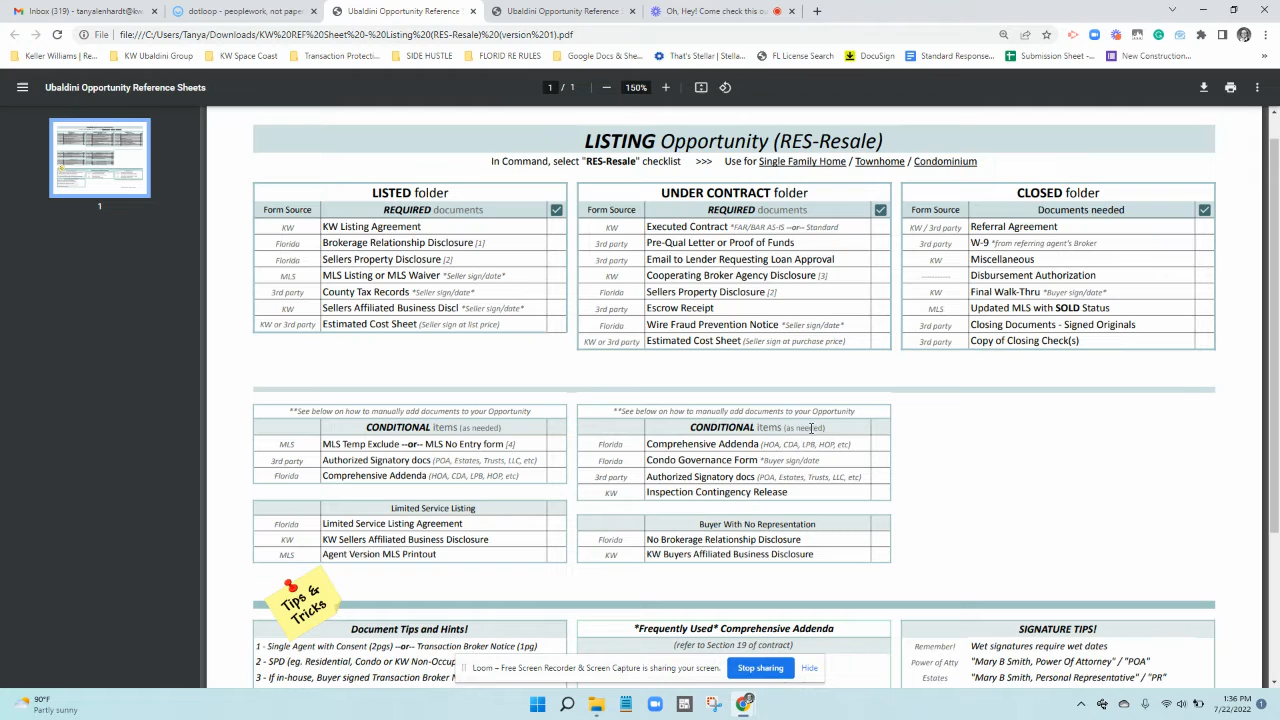 Inbox (193) - tanyalenhardt@kw
dotloop - peoplework, not paper
Ubaldini Opportunity Reference
Ubaldini Opportunity Reference
Oh, Hey! Come check this ou
File
file:///C:/Users/Tanya/Downloads/KW%20REF%20Sheet%20-%20Listing%20(RES-Resale)%20(version%201).pdf
Keller Williams
KW Ubaldini Group
KW Space Coast
Transaction Protecti...
SIDE HUSTLE
FLORID RE RULES
Google Docs & She...
That's Stella | Stella...
FL License Search
DocuSign
Standard Response...
Submission Sheet -...
New Construction...
Ubaldini Opportunity Reference Sheets
1 / 1
150%
1
LISTING Opportunity (RES-Resale)
In Command, select "RES-Resale" checklist >>> Use for Single Family Home / Townhome / Condominium
LISTED folder
Form Source REQUIRED documents
KW KW Listing Agreement
Florida Brokerage Relationship Disclosure [1]
Florida Sellers Property Disclosure [2]
MLS MLS Listing or MLS Waiver *Seller sign/date*
3rd party County Tax Records *Seller sign/date*
KW Sellers Affiliated Business Discl *Seller sign/date*
KW or 3rd party Estimated Cost Sheet (Seller sign at list price)
UNDER CONTRACT folder
Form Source REQUIRED documents
KW Executed Contract *FAR/BAR AS-IS --or-- Standard
3rd party Pre-Qual Letter or Proof of Funds
3rd party Email to Lender Requesting Loan Approval
KW Cooperating Broker Agency Disclosure [3]
Florida Sellers Property Disclosure [2]
3rd party Escrow Receipt
Florida Wire Fraud Prevention Notice *Seller sign/date*
KW or 3rd party Estimated Cost Sheet (Seller sign at purchase price)
CLOSED folder
Form Source Documents needed
KW / 3rd party Referral Agreement
3rd party W-9 *from referring agent's Broker
KW Miscellaneous
----------- Disbursement Authorization
KW Final Walk-Thru *Buyer sign/date*
MLS Updated MLS with SOLD Status
3rd party Closing Documents - Signed Originals
3rd party Copy of Closing Check(s)
**See below on how to manually add documents to your Opportunity
CONDITIONAL items (as needed)
MLS MLS Temp Exclude --or-- MLS No Entry form [4]
3rd party Authorized Signatory docs (POA, Estates, Trusts, LLC, etc)
Florida Comprehensive Addenda (HOA, CDA, LPB, HOP, etc)
Limited Service Listing
Florida Limited Service Listing Agreement
KW KW Sellers Affiliated Business Disclosure
MLS Agent Version MLS Printout
**See below on how to manually add documents to your Opportunity
CONDITIONAL items (as needed)
Florida Comprehensive Addenda (HOA, CDA, LPB, HOP, etc)
Florida Condo Governance Form *Buyer sign/date
3rd party Authorized Signatory docs (POA, Estates, Trusts, LLC, etc)
KW Inspection Contingency Release
Buyer With No Representation
Florida No Brokerage Relationship Disclosure
KW KW Buyers Affiliated Business Disclosure
Tips &
Tricks
Document Tips and Hints!
1 - Single Agent with Consent (2pgs) --or-- Transaction Broker Notice (1pg)
2 - SPD (eg. Residential, Condo or KW Non-Occup
3 - If in-house, Buyer signed Transaction Broker N
*Frequently Used* Comprehensive Addenda
(refer to Section 19 of contract)
SIGNATURE TIPS!
Remember! Wet signatures require wet dates
Power of Atty "Mary B Smith, Power Of Attorney" / "POA"
Estates "Mary B Smith, Personal Representative" / "PR"
Loom – Free Screen Recorder & Screen Capture is sharing your screen.
Stop sharing
Hide
90°F
Partly sunny
1:36 PM
7/22/2022